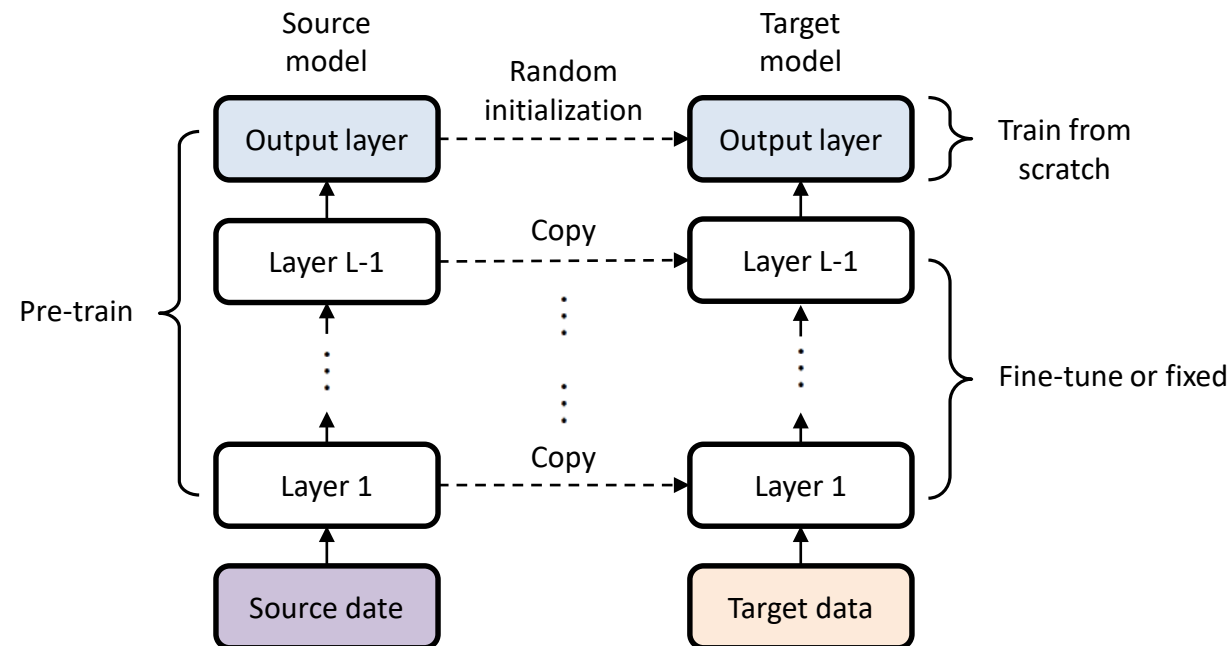 Source
model
Target
model
Random
initialization
Output layer
Output layer
Train from
scratch
Copy
Layer L-1
Layer L-1
Pre-train
Fine-tune or fixed
Copy
Layer 1
Layer 1
Source date
Target data